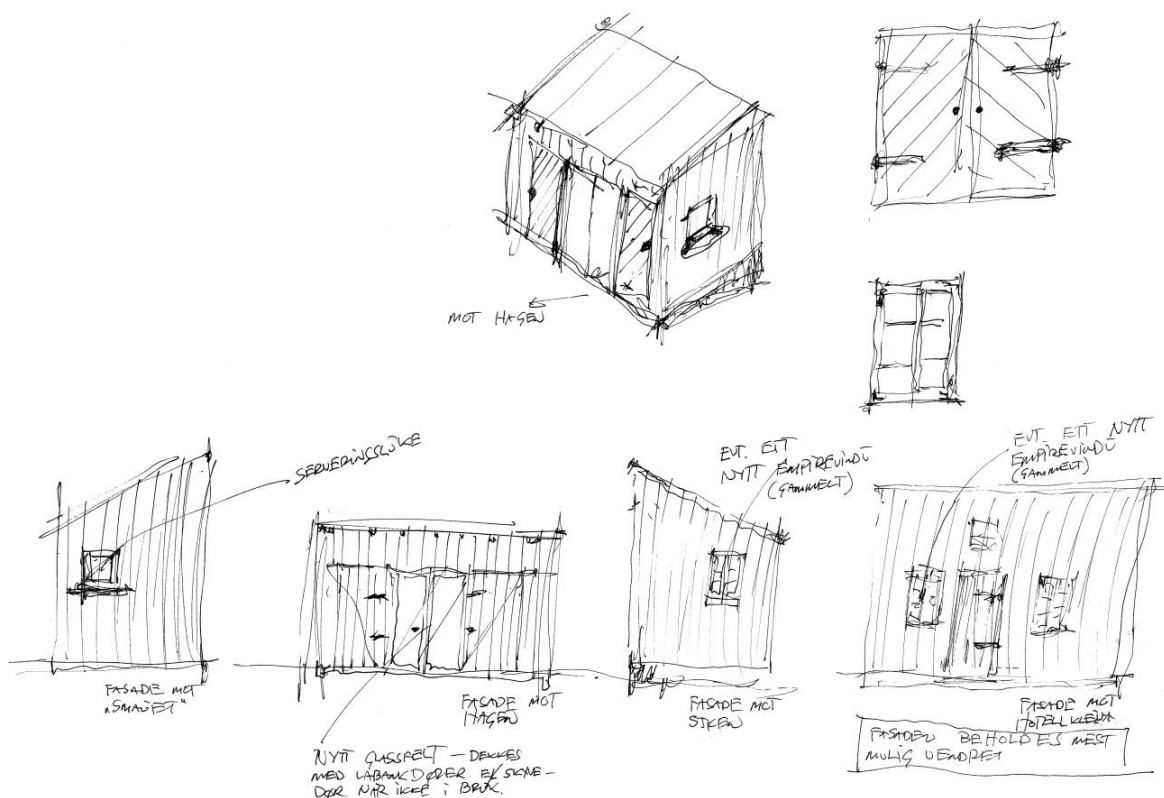 MOT HAGEN
SERVERINGSLUKE
EVT. ETT
NYTT EMPIREVINDU
(GAMMELT)
EVT. ETT NYTT
EMPIREVINDU
(GAMMELT)
FASADE MOT
"SMAUET"
FASADE MOT
HAGEN
FASADE MOT
FASADE MOT
NYTT GLASSFELT – DEKKES
MED LABANKDØRER EL SKYVE-
DØR NÅR IKKE I BRUK.
FASADEN BEHOLDES MEST
MULIG UENDRET